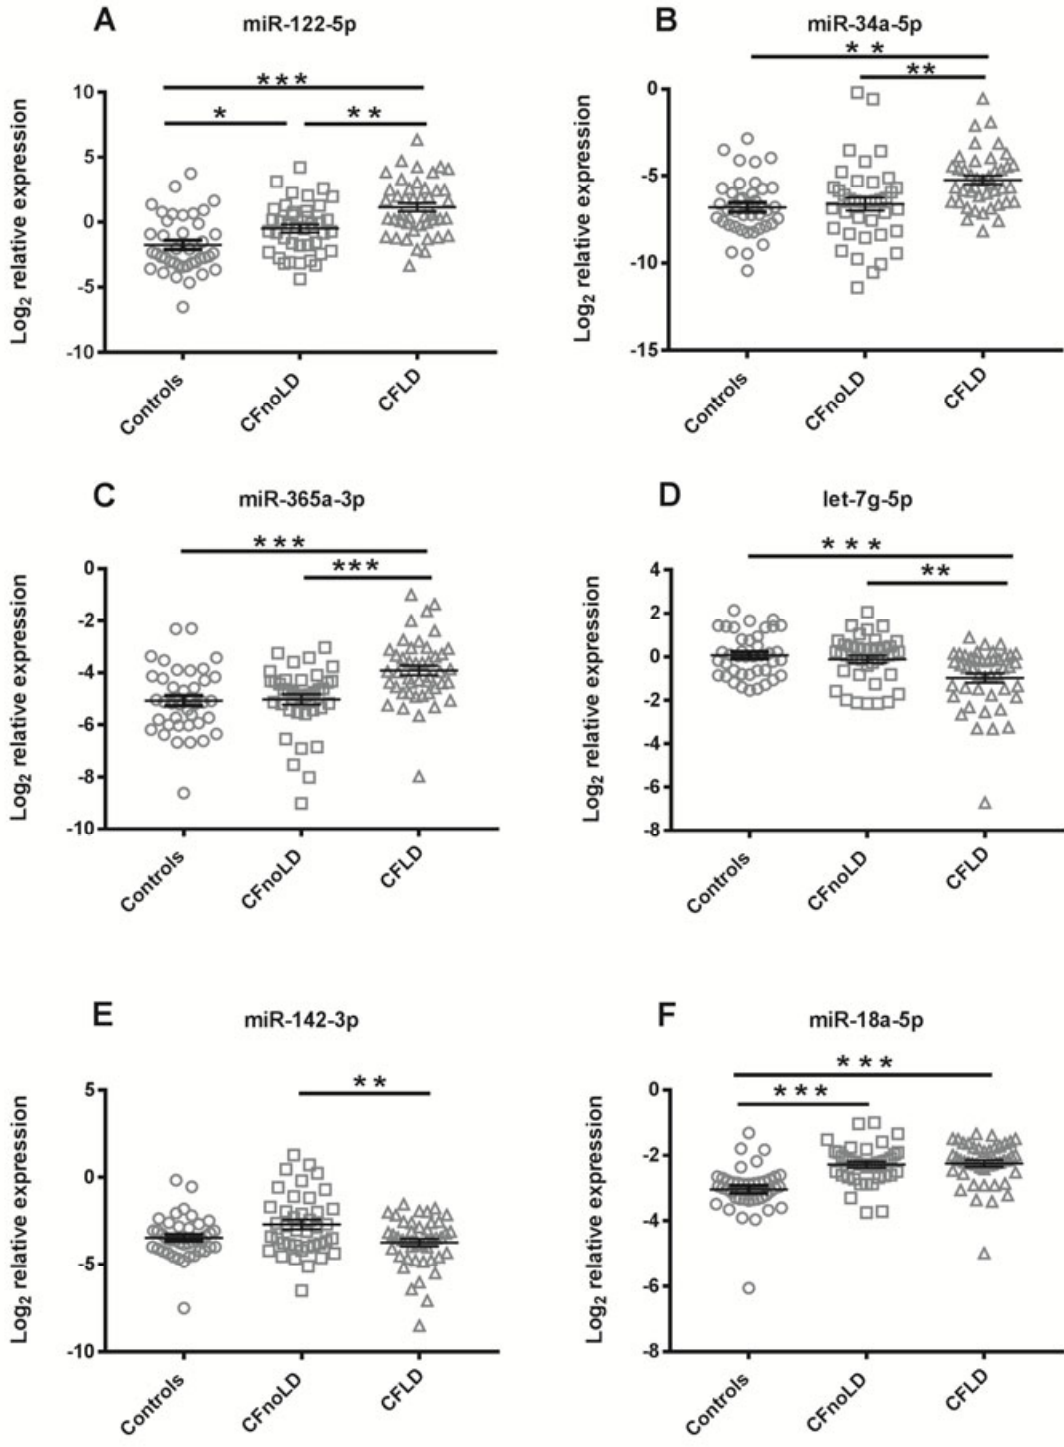 A miR-122-5p
***
* **
Log2 relative expression
10
5
0
-5
-10
Controls CFnoLD CFLD
B miR-34a-5p
* *
**
Log2 relative expression
0
-5
-10
-15
Controls CFnoLD CFLD
C miR-365a-3p
***
***
Log2 relative expression
0
-2
-4
-6
-8
-10
Controls CFnoLD CFLD
D let-7g-5p
* * *
**
Log2 relative expression
4
2
0
-2
-4
-6
-8
Controls CFnoLD CFLD
E miR-142-3p
* *
Log2 relative expression
5
0
-5
-10
Controls CFnoLD CFLD
F miR-18a-5p
* * *
* * *
Log2 relative expression
0
-2
-4
-6
-8
Controls CFnoLD CFLD